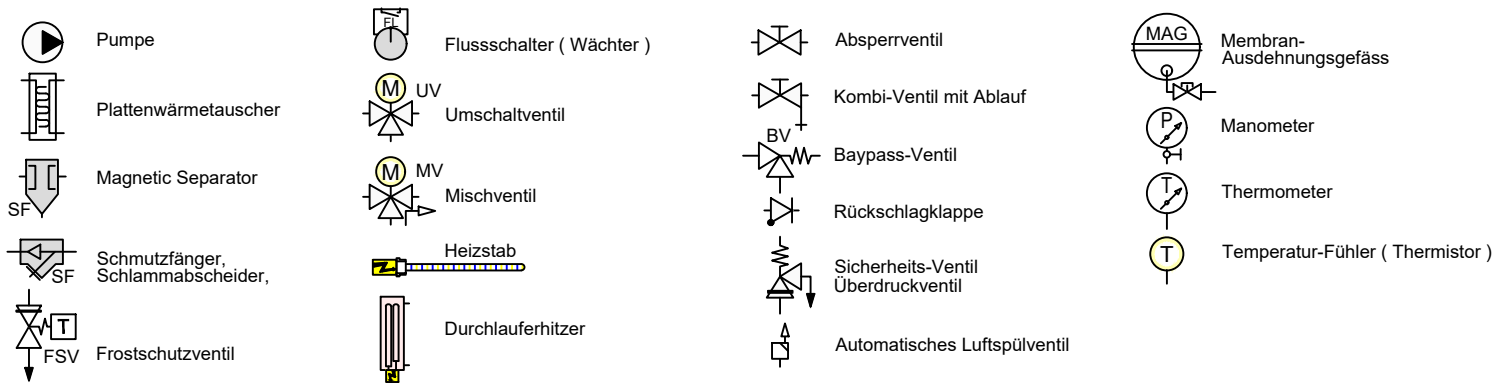 Pumpe
Plattenwärmetauscher
SF
Magnetic Separator
SF
Schmutzfänger,
Schlammabscheider,
T
FSV
Frostschutzventil
FL
Flussschalter ( Wächter )
M
UV
Umschaltventil
M
MV
Mischventil
Heizstab
Durchlauferhitzer
Absperrventil
Kombi-Ventil mit Ablauf
BV
Baypass-Ventil
Rückschlagklappe
Sicherheits-Ventil
Überdruckventil
Automatisches Luftspülventil
MAG
Membran-
Ausdehnungsgefäss
P
Manometer
T
Thermometer
T
Temperatur-Fühler ( Thermistor )